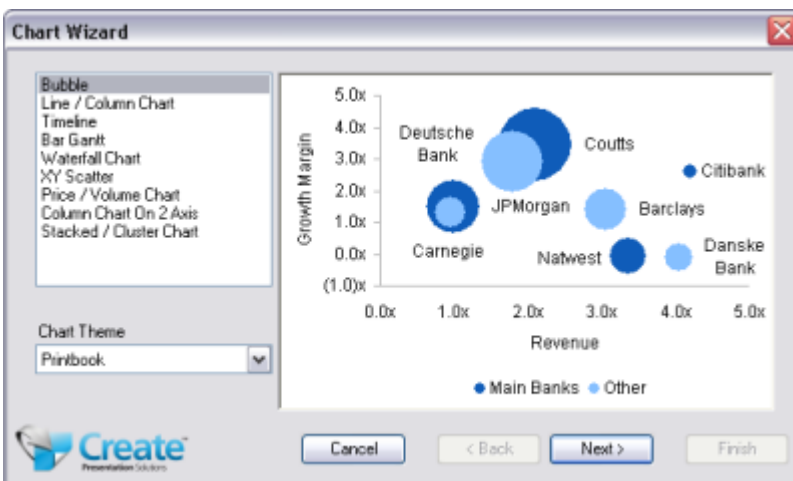 Chart Wizard
Bubble
Line / Column Chart
Timeline
Bar Gantt
Waterfall Chart
XY Scatter
Price / Volume Chart
Column Chart On 2 Axis
Stacked / Cluster Chart
Chart Theme
Printbook
Growth Margin
5.0x
4.0x
3.0x
2.0x
1.0x
0.0x
(1.0)x
Deutsche
Bank
Coutts
Citibank
JPMorgan
Barclays
Carnegie
Natwest
Danske
Bank
0.0x 1.0x 2.0x 3.0x 4.0x 5.0x
Revenue
Main Banks Other
Create
Presentation Solutions
Cancel
< Back
Next >
Finish